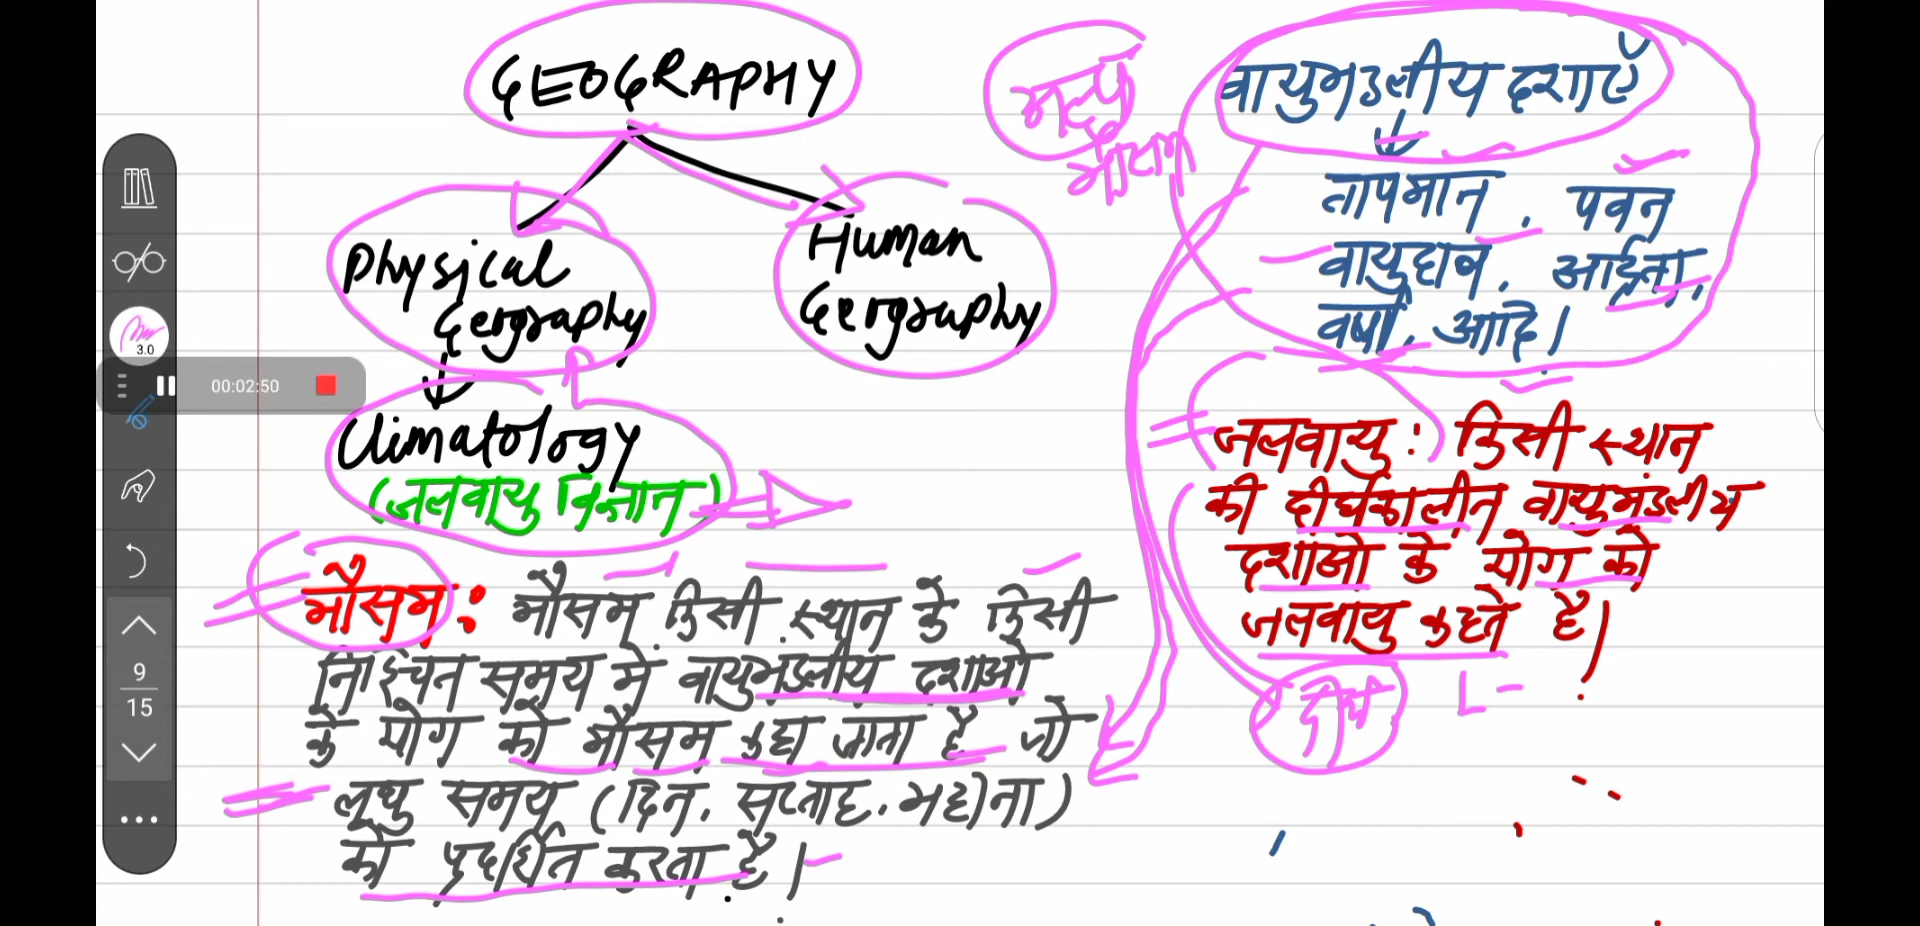 GEOGRAPHY
Physical
Geography
Human
Geography
Climatology
(जलवायु विज्ञान)
मौसम : मौसम किसी स्थान के किसी
निश्चित समय में वायुमंडलीय दशाओ
के योग को मौसम कहा जाता है जो
लघु समय (दिन, सप्ताह, महीना)
को प्रदर्शित करता है।
वायुमंडलीय दशाएँ
तापमान, पवन
वायुदाब, आर्द्रता,
वर्षा, आदि।
जलवायु : किसी स्थान
की दीर्घकालीन वायुमंडलीय
दशाओ के योग को
जलवायु कहते है।
दीर्घ
3.0
00:02:50
9
15